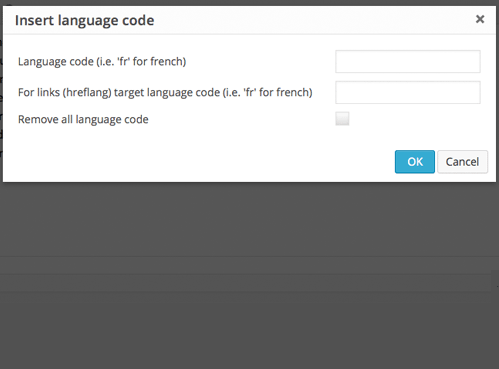 Insert language code
Language code (i.e. 'fr' for french)
For links (hreflang) target language code (i.e. 'fr' for french)
Remove all language code
OK Cancel